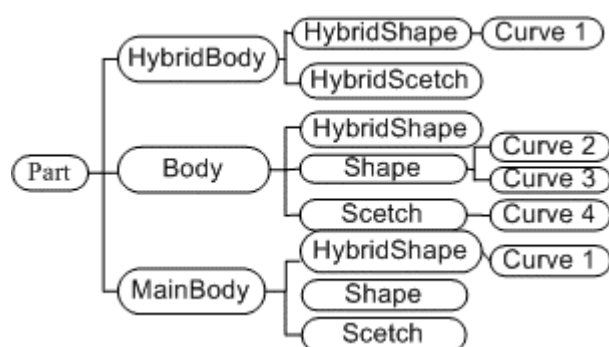 HybridShape
Curve 1
HybridBody
HybridScetch
HybridShape
Curve 2
Part
Body
Shape
Curve 3
Scetch
Curve 4
HybridShape
Curve 1
MainBody
Shape
Scetch